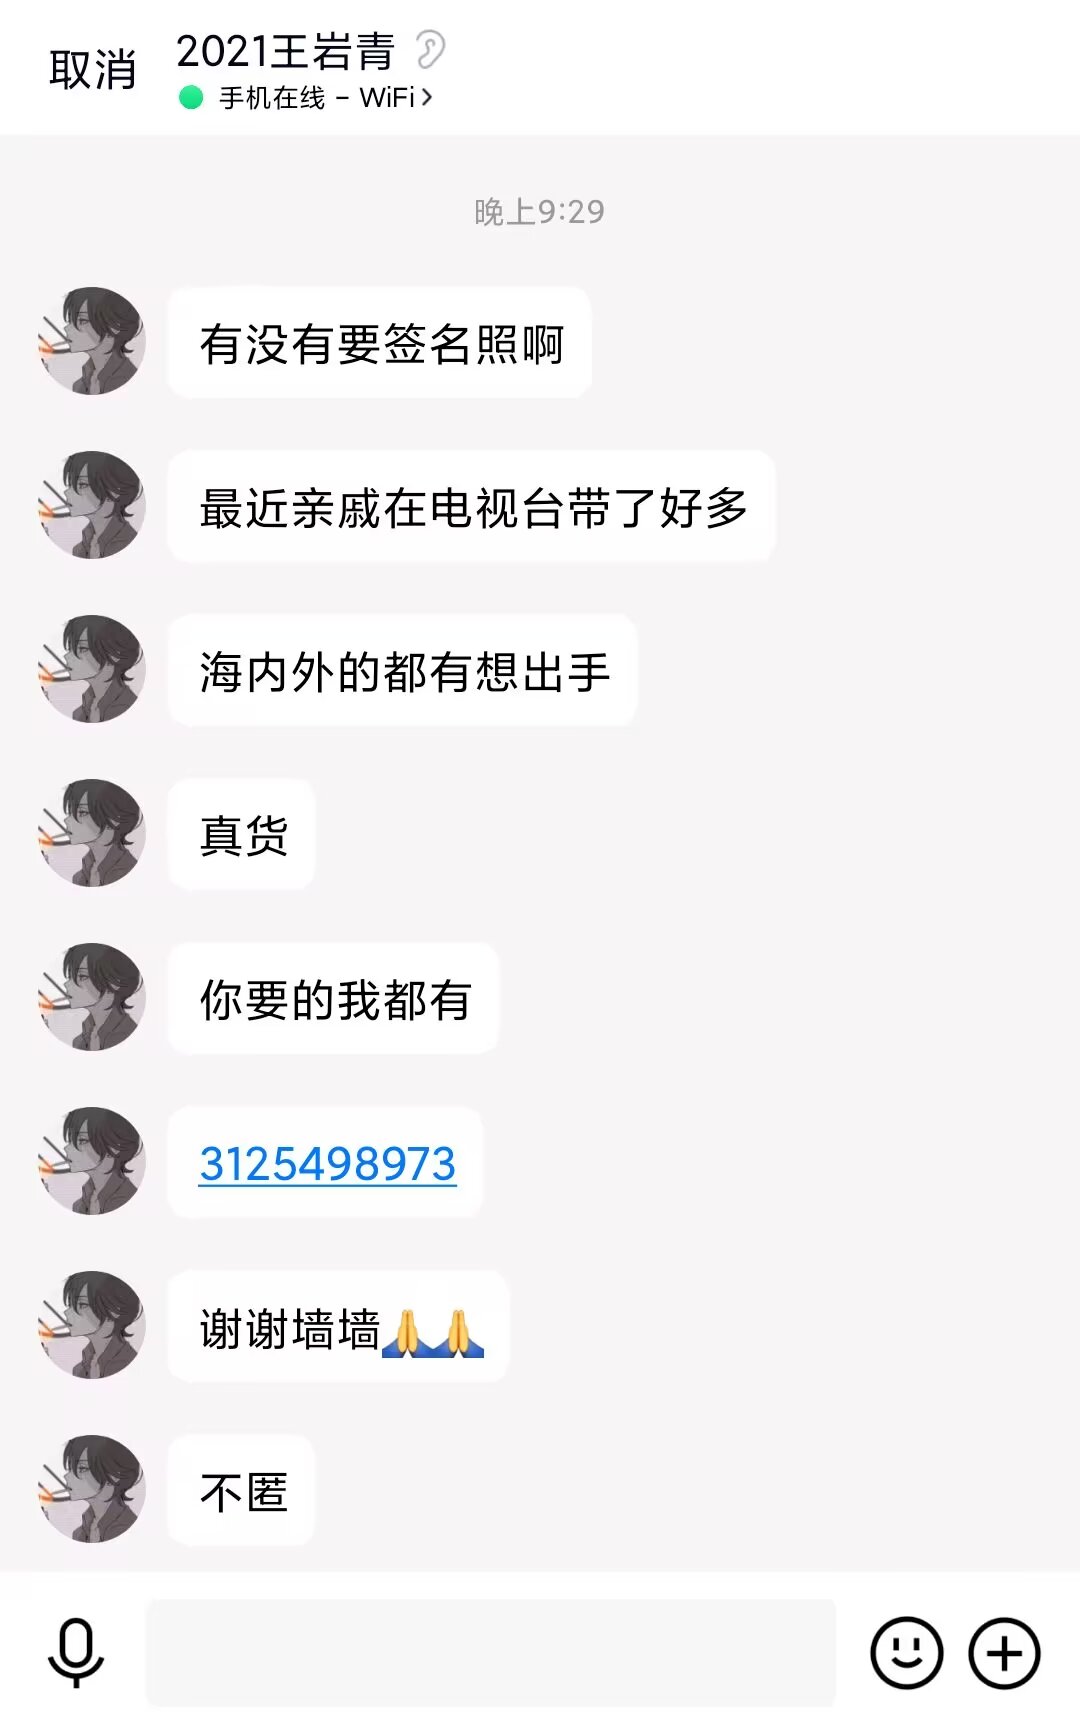 取消
2021王岩青
手机在线 - WiFi>
晚上9:29
有没有要签名照啊
最近亲戚在电视台带了好多
海内外的都有想出手
真货
你要的我都有
3125498973
谢谢墙墙🙏🙏
不匿